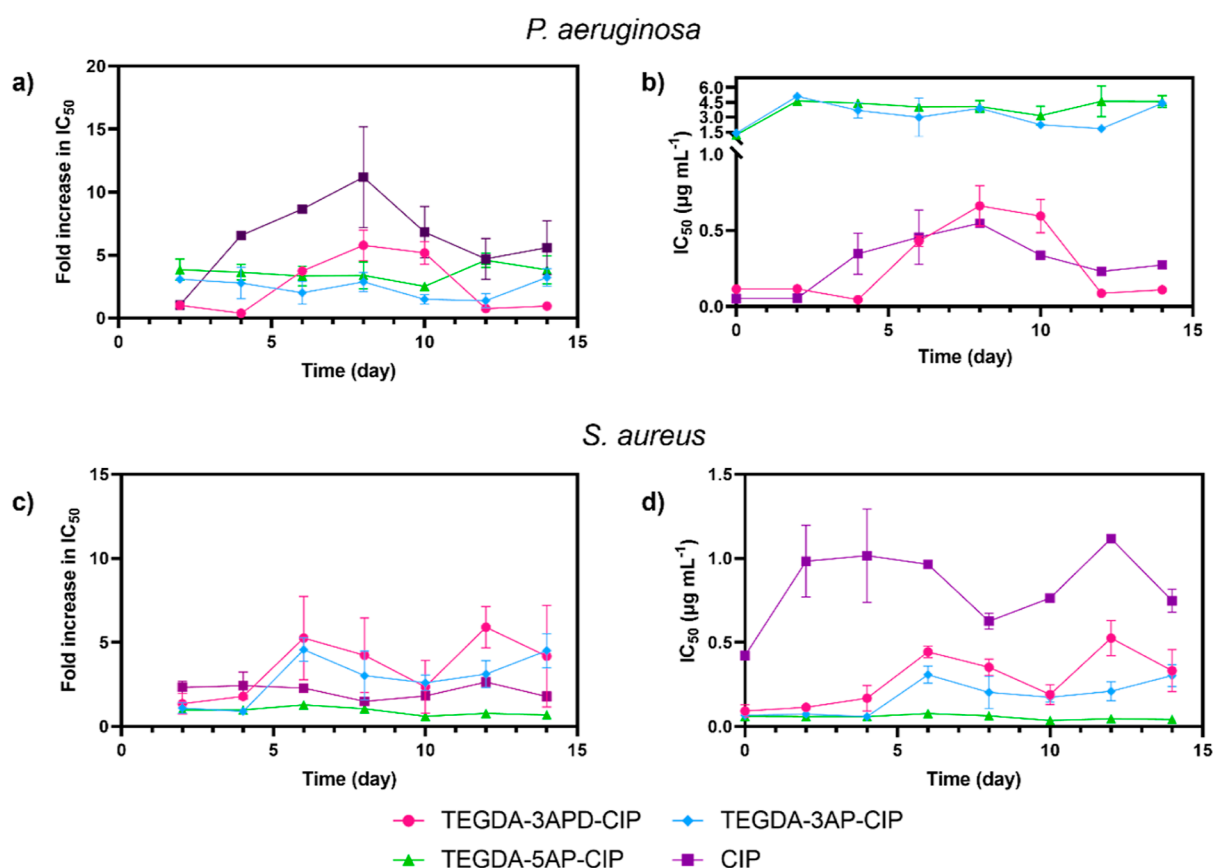 P. aeruginosa
a)
Fold increase in IC₅₀
20
15
10
5
0
0 5 10 15
Time (day)
b)
IC₅₀ (µg mL⁻¹)
6.0
4.5
3.0
1.5
1.0
0.5
0.0
0 5 10 15
Time (day)
S. aureus
c)
Fold increase in IC₅₀
15
10
5
0
0 5 10 15
Time (day)
d)
IC₅₀ (µg mL⁻¹)
1.5
1.0
0.5
0.0
0 5 10 15
Time (day)
TEGDA-3APD-CIP TEGDA-3AP-CIP
TEGDA-5AP-CIP CIP